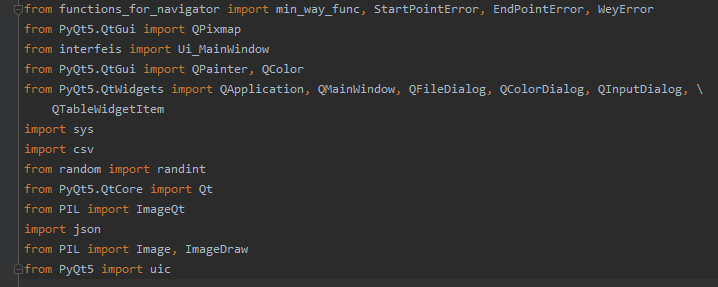 from functions_for_navigator import min_way_func, StartPointError, EndPointError, WeyError
from PyQt5.QtGui import QPixmap
from interfeis import Ui_MainWindow
from PyQt5.QtGui import QPainter, QColor
from PyQt5.QtWidgets import QApplication, QMainWindow, QFileDialog, QColorDialog, QInputDialog, \
    QTableWidgetItem
import sys
import csv
from random import randint
from PyQt5.QtCore import Qt
from PIL import ImageQt
import json
from PIL import Image, ImageDraw
from PyQt5 import uic